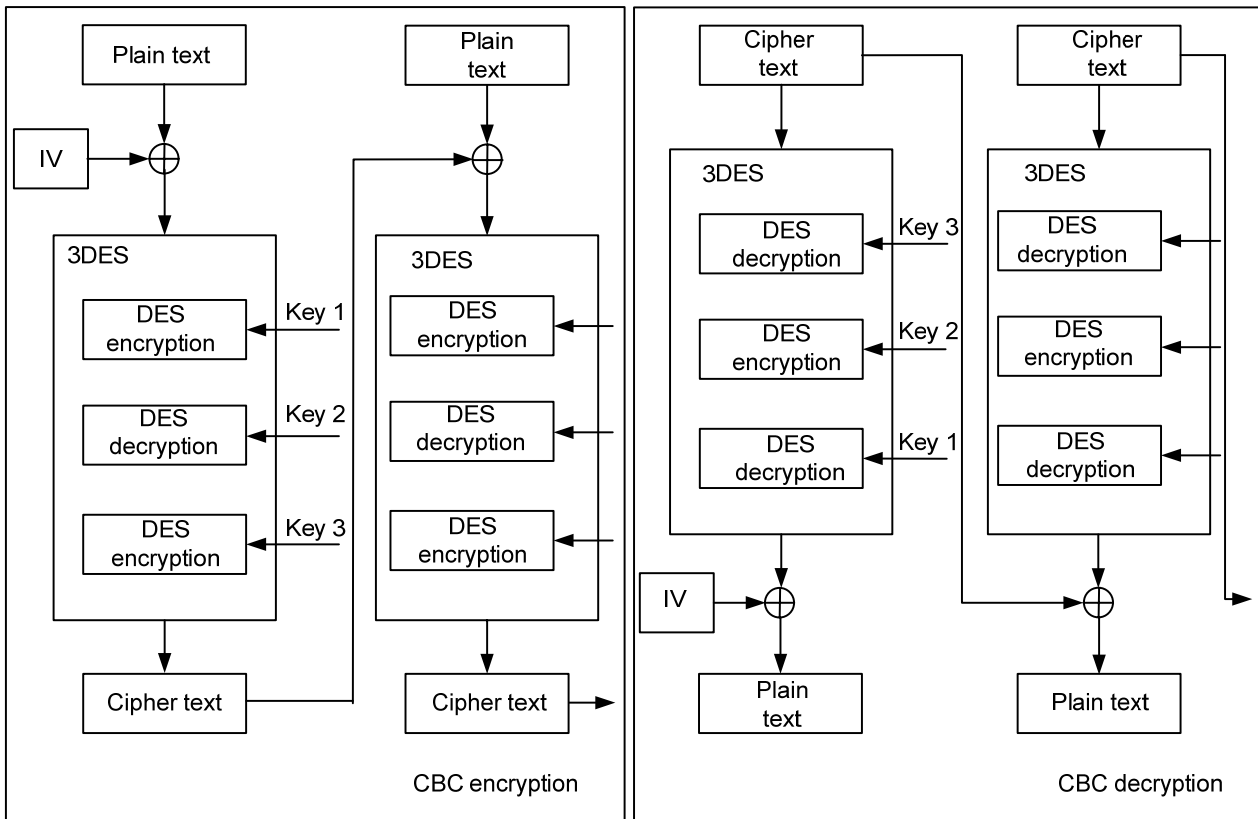 Plain text
IV
3DES
DES
encryption
Key 1
DES
decryption
Key 2
DES
encryption
Key 3
Cipher text
Plain
text
3DES
DES
encryption
DES
decryption
DES
encryption
Cipher text
CBC encryption
Cipher
text
3DES
DES
decryption
Key 3
DES
encryption
Key 2
DES
decryption
Key 1
IV
Plain
text
Cipher
text
3DES
DES
decryption
DES
encryption
DES
decryption
Plain text
CBC decryption